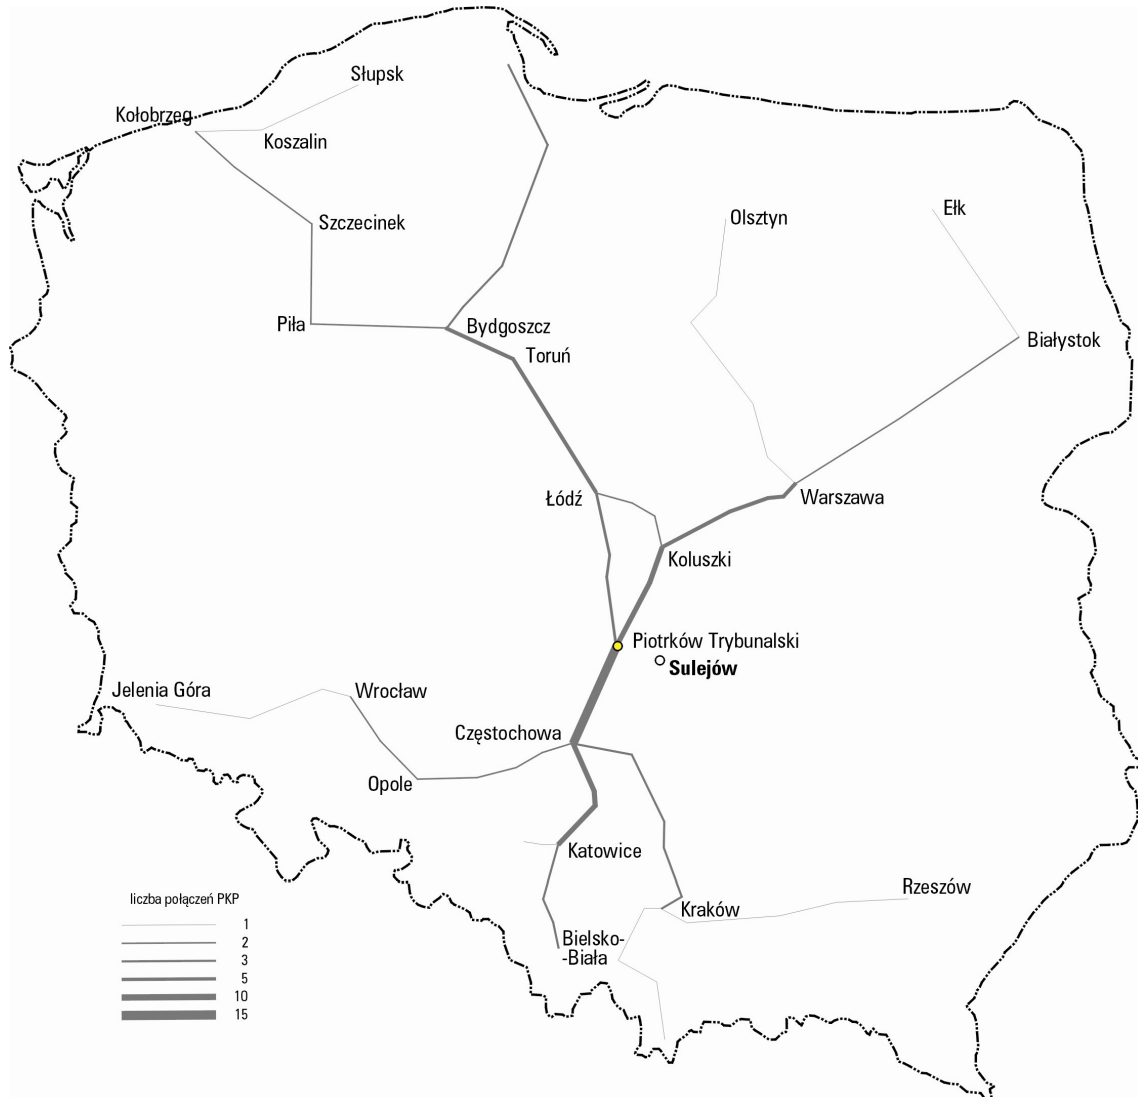 Słupsk
Kołobrzeg
Koszalin
Ełk
Olsztyn
Szczecinek
Piła
Bydgoszcz
Białystok
Toruń
Łódź
Warszawa
Koluszki
Piotrków Trybunalski
Sulejów
Jelenia Góra
Wrocław
Częstochowa
Opole
Katowice
Rzeszów
Kraków
Bielsko-
-Biała
liczba połączeń PKP
1
2
3
5
10
15